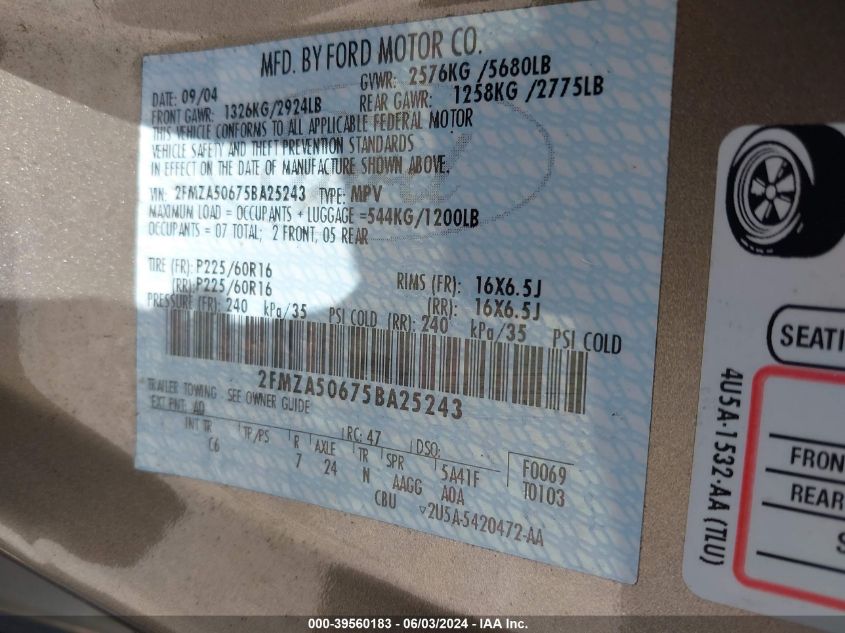 MFD. BY FORD MOTOR CO.
DATE: 09/04 GVWR: 2576KG /5680LB
FRONT GAWR: 1326KG/2924LB REAR GAWR: 1258KG /2775LB
THIS VEHICLE CONFORMS TO ALL APPLICABLE FEDERAL MOTOR
VEHICLE SAFETY AND THEFT PREVENTION STANDARDS
IN EFFECT ON THE DATE OF MANUFACTURE SHOWN ABOVE.
VIN: 2FMZA50675BA25243 TYPE: MPV
MAXIMUM LOAD = OCCUPANTS + LUGGAGE =544KG/1200LB
OCCUPANTS = 07 TOTAL; 2 FRONT, 05 REAR
TIRE (FR): P225/60R16 RIMS (FR): 16X6.5J
(RR): P225/60R16 (RR): 16X6.5J
PRESSURE (FR): 240 kPa/35 PSI COLD (RR): 240 kPa/35 PSI COLD
2FMZA50675BA25243
TRAILER TOWING SEE OWNER GUIDE
EXT PNT: AQ RC: 47 DSO:
INT TR TP/PS R AXLE TR SPR 5A41F F0069
C6 7 24 N AAGG A0A T0103
CBU ▽2U5A-5420472-AA
SEATI
FRON
REAR
S
4U5A-1532-AA (TLU)
000-39560183 - 06/03/2024 - IAA Inc.